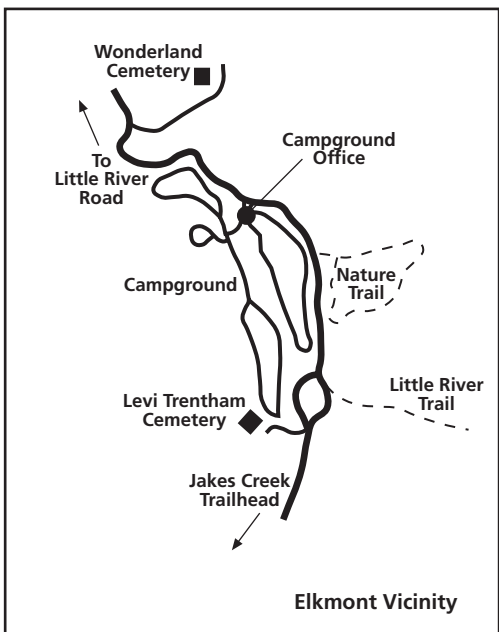 Wonderland
Cemetery
Campground
Office
To
Little River
Road
Nature
Trail
Campground
Little River
Trail
Levi Trentham
Cemetery
Jakes Creek
Trailhead
Elkmont Vicinity